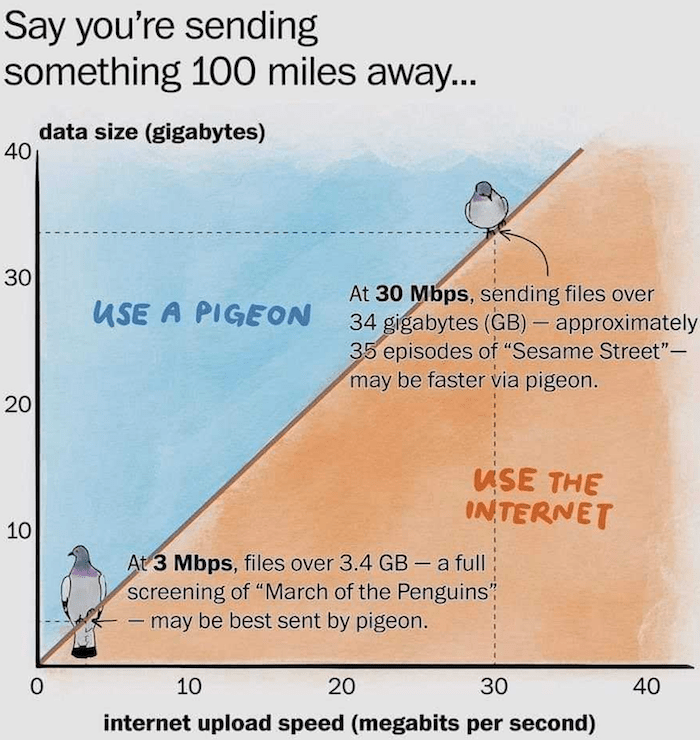 Say you’re sending
something 100 miles away...
data size (gigabytes)
40
30
20
10
USE A PIGEON
At 30 Mbps, sending files over
34 gigabytes (GB) — approximately
35 episodes of “Sesame Street”—
may be faster via pigeon.
USE THE
INTERNET
At 3 Mbps, files over 3.4 GB — a full
screening of “March of the Penguins”
— may be best sent by pigeon.
0 10 20 30 40
internet upload speed (megabits per second)